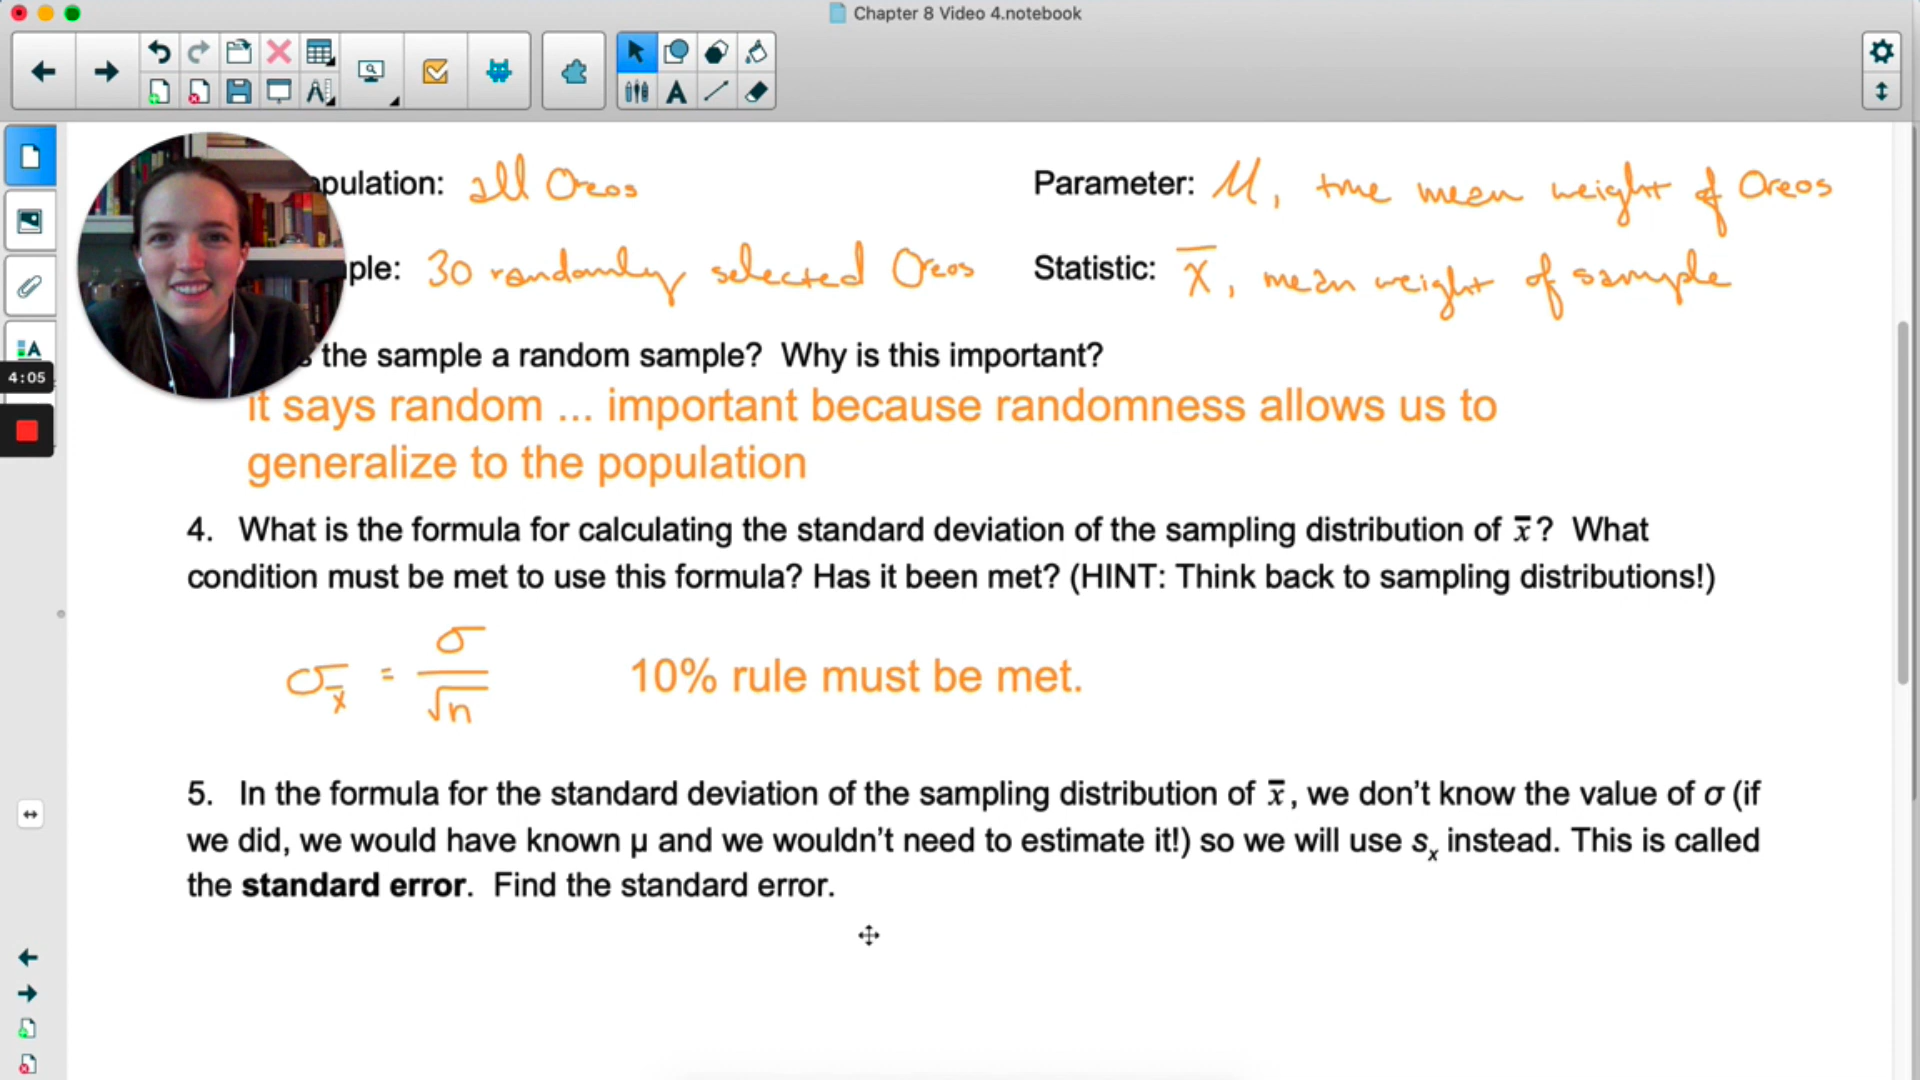 Chapter 8 Video 4.notebook
pulation: all Oreos
Parameter: μ, true mean weight of Oreos
ple: 30 randomly selected Oreos
Statistic: x̅, mean weight of sample
the sample a random sample? Why is this important?
it says random ... important because randomness allows us to
generalize to the population
4. What is the formula for calculating the standard deviation of the sampling distribution of x̅? What
condition must be met to use this formula? Has it been met? (HINT: Think back to sampling distributions!)
σx̅ = σ/√n
10% rule must be met.
5. In the formula for the standard deviation of the sampling distribution of x̅, we don't know the value of σ (if
we did, we would have known μ and we wouldn't need to estimate it!) so we will use sx instead. This is called
the standard error. Find the standard error.
4:05